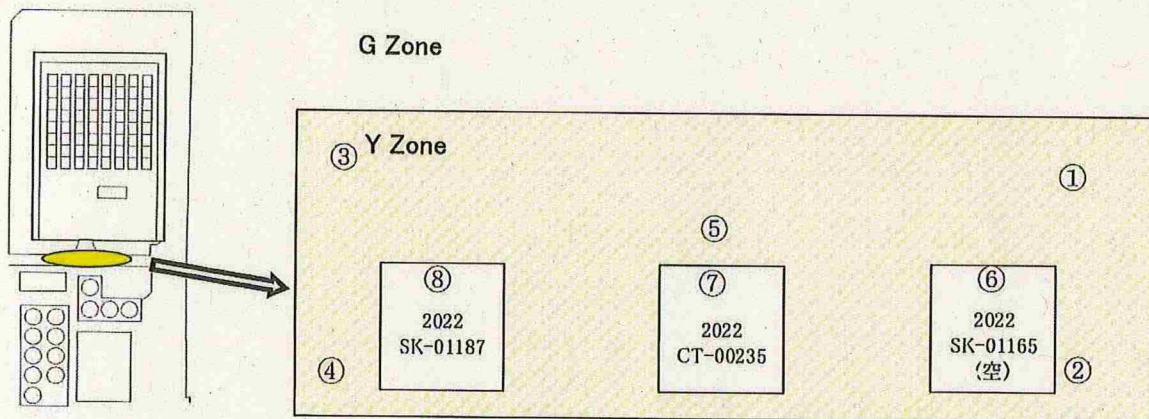 G Zone
③ Y Zone
①
⑤
⑧
2022
SK-01187
⑦
2022
CT-00235
⑥
2022
SK-01165
(空)
④
②